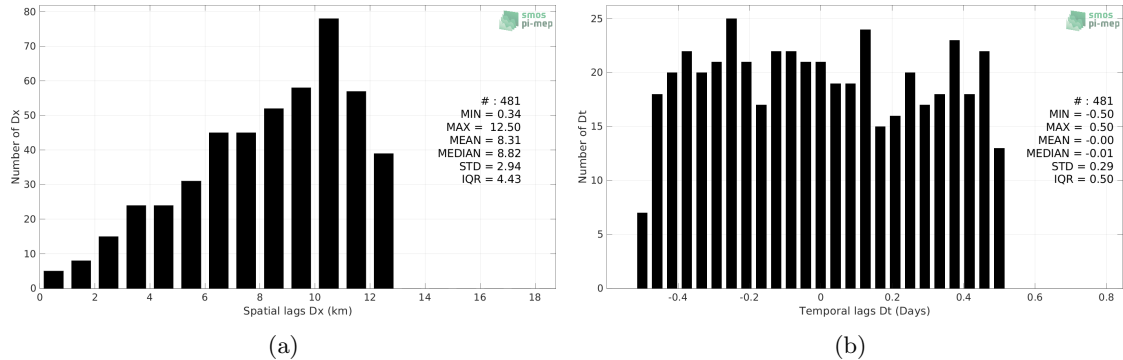 80
70
60
50
40
30
20
10
0
Number of Dx
smos
pi-mep
# : 481
MIN = 0.34
MAX = 12.50
MEAN = 8.31
MEDIAN = 8.82
STD = 2.94
IQR = 4.43
0 2 4 6 8 10 12 14 16 18
Spatial lags Dx (km)
(a)
25
20
15
10
5
0
Number of Dt
smos
pi-mep
# : 481
MIN = -0.50
MAX = 0.50
MEAN = -0.00
MEDIAN = -0.01
STD = 0.29
IQR = 0.50
-0.4 -0.2 0 0.2 0.4 0.6 0.8
Temporal lags Dt (Days)
(b)